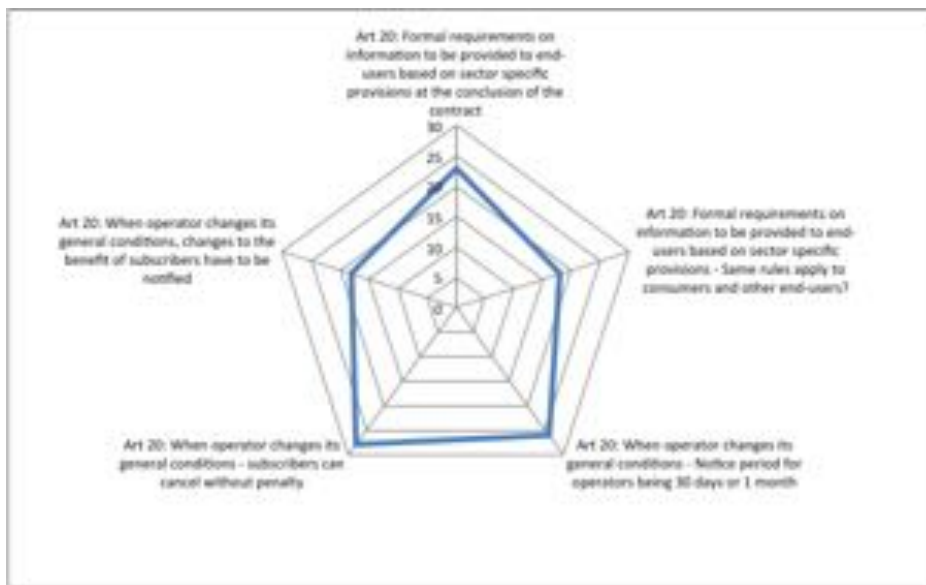 Art 20: Formal requirements on
information to be provided to end-
users based on sector specific
provisions at the conclusion of the
contract
30
25
20
15
10
5
0
Art 20: When operator changes its
general conditions, changes to the
benefit of subscribers have to be
notified
Art 20: Formal requirements on
information to be provided to end-
users based on sector specific
provisions - Same rules apply to
consumers and other end-users?
Art 20: When operator changes its
general conditions - subscribers can
cancel without penalty
Art 20: When operator changes its
general conditions - Notice period for
operators being 30 days or 1 month